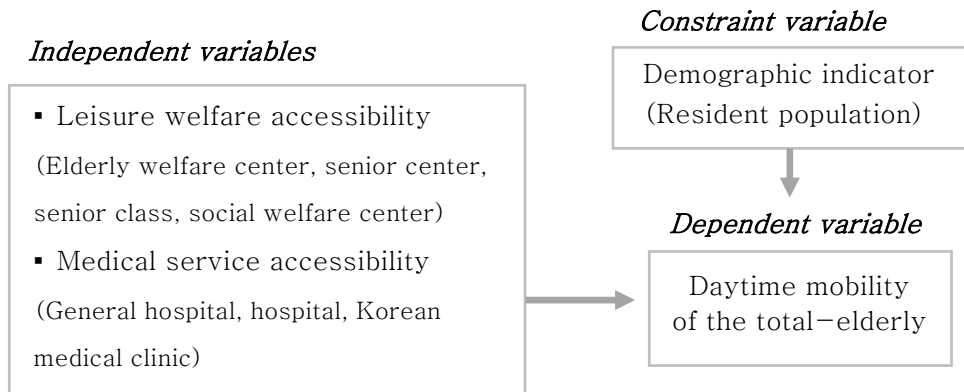 Independent variables
▪ Leisure welfare accessibility
(Elderly welfare center, senior center,
senior class, social welfare center)
▪ Medical service accessibility
(General hospital, hospital, Korean
medical clinic)
Constraint variable
Demographic indicator
(Resident population)
Dependent variable
Daytime mobility
of the total-elderly